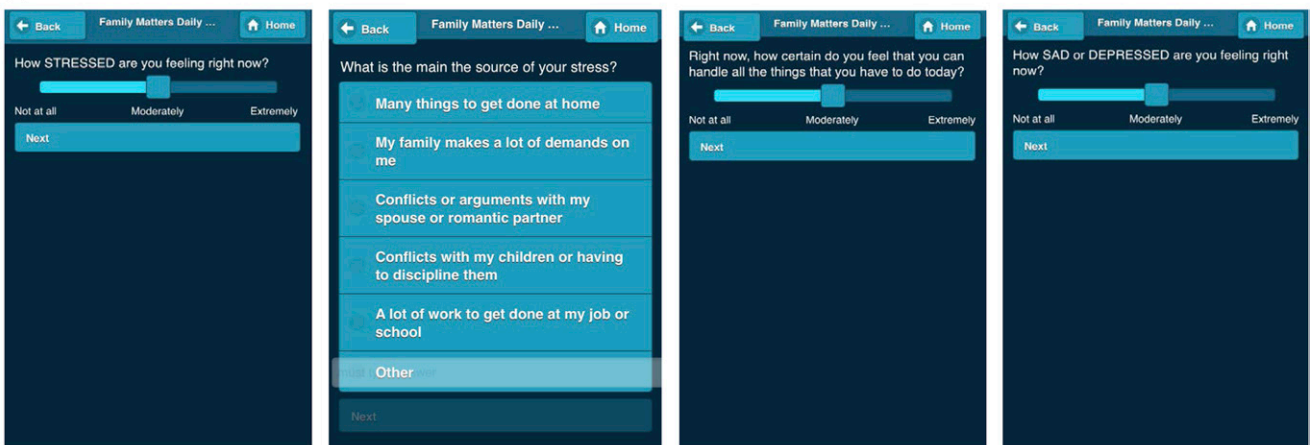 Back
Family Matters Daily ...
Home
How STRESSED are you feeling right now?
Not at all
Moderately
Extremely
Next
Back
Family Matters Daily ...
Home
What is the main the source of your stress?
Many things to get done at home
My family makes a lot of demands on
me
Conflicts or arguments with my
spouse or romantic partner
Conflicts with my children or having
to discipline them
A lot of work to get done at my job or
school
Other
Next
Back
Family Matters Daily ...
Home
Right now, how certain do you feel that you can
handle all the things that you have to do today?
Not at all
Moderately
Extremely
Next
Back
Family Matters Daily ...
Home
How SAD or DEPRESSED are you feeling right
now?
Not at all
Moderately
Extremely
Next